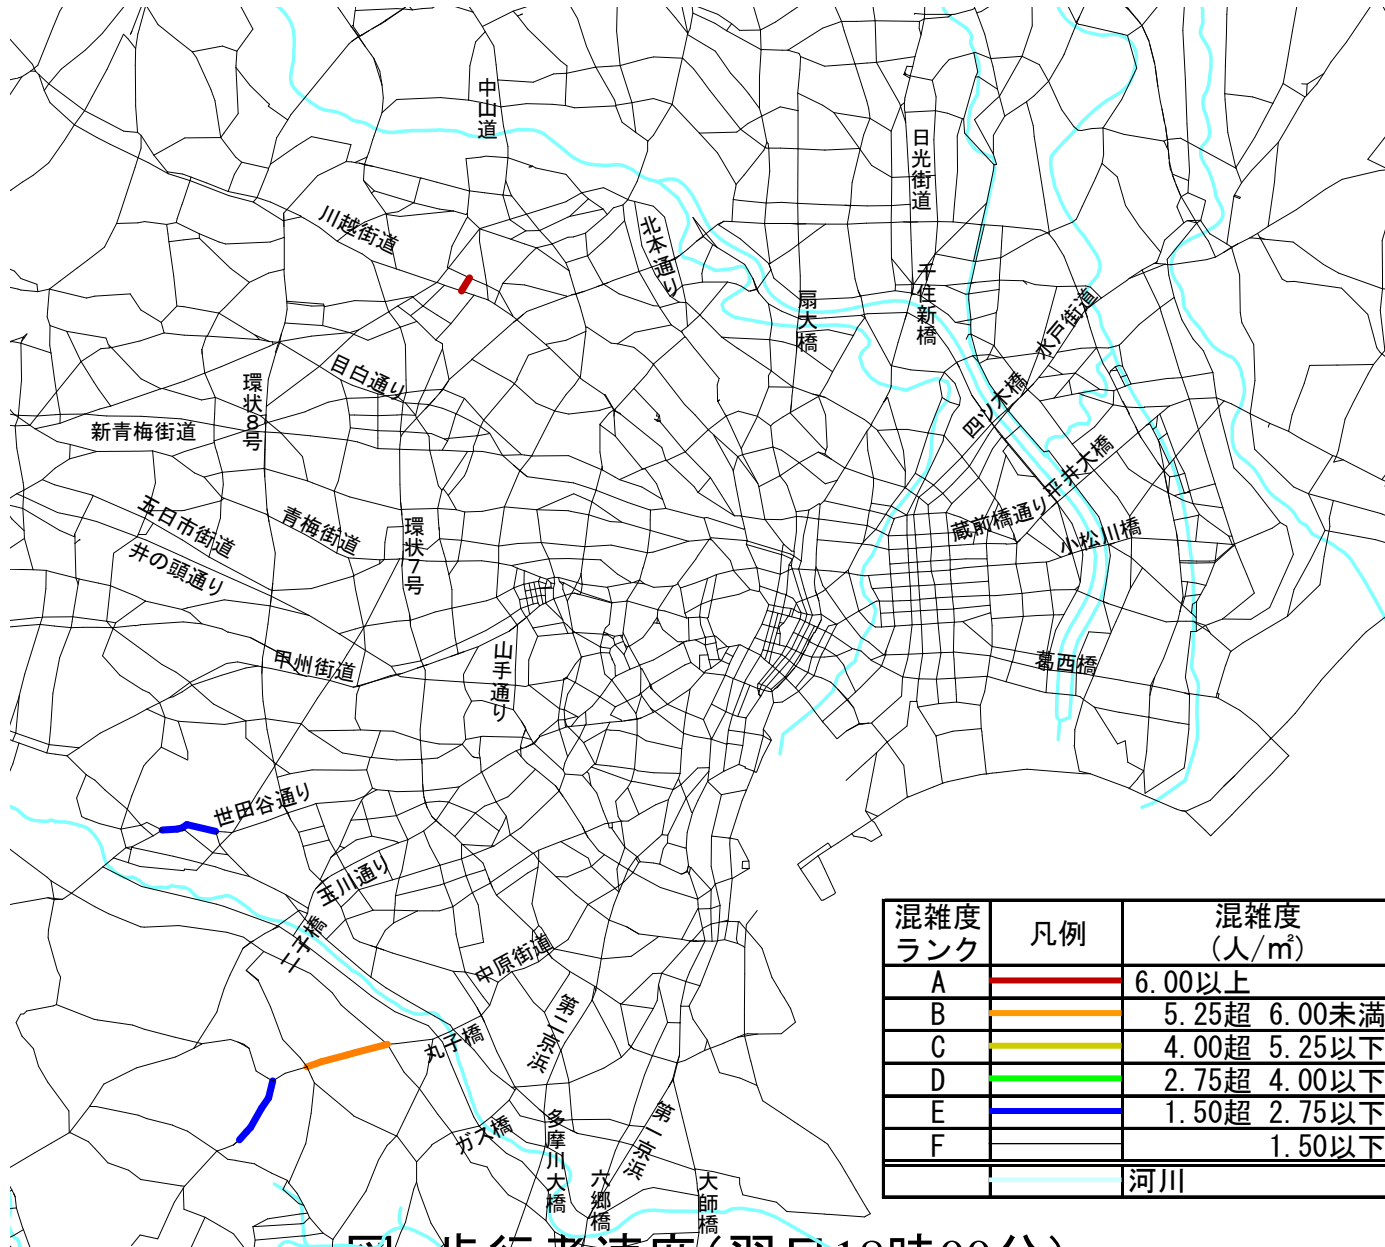 中山道
日光街道
川越街道
北本通り
千住新橋
扇大橋
水戸街道
目白通り
環状8号
四ツ木橋
新青梅街道
平井大橋
五日市街道
青梅街道
環状7号
蔵前橋通り
小松川橋
井の頭通り
甲州街道
山手通り
葛西橋
世田谷通り
玉川通り
二子橋
中原街道
第二京浜
丸子橋
ガス橋
多摩川大橋
第一京浜
六郷橋
大師橋
混雑度ランク 凡例 混雑度(人/㎡)
A 6.00以上
B 5.25超 6.00未満
C 4.00超 5.25以下
D 2.75超 4.00以下
E 1.50超 2.75以下
F 1.50以下
河川